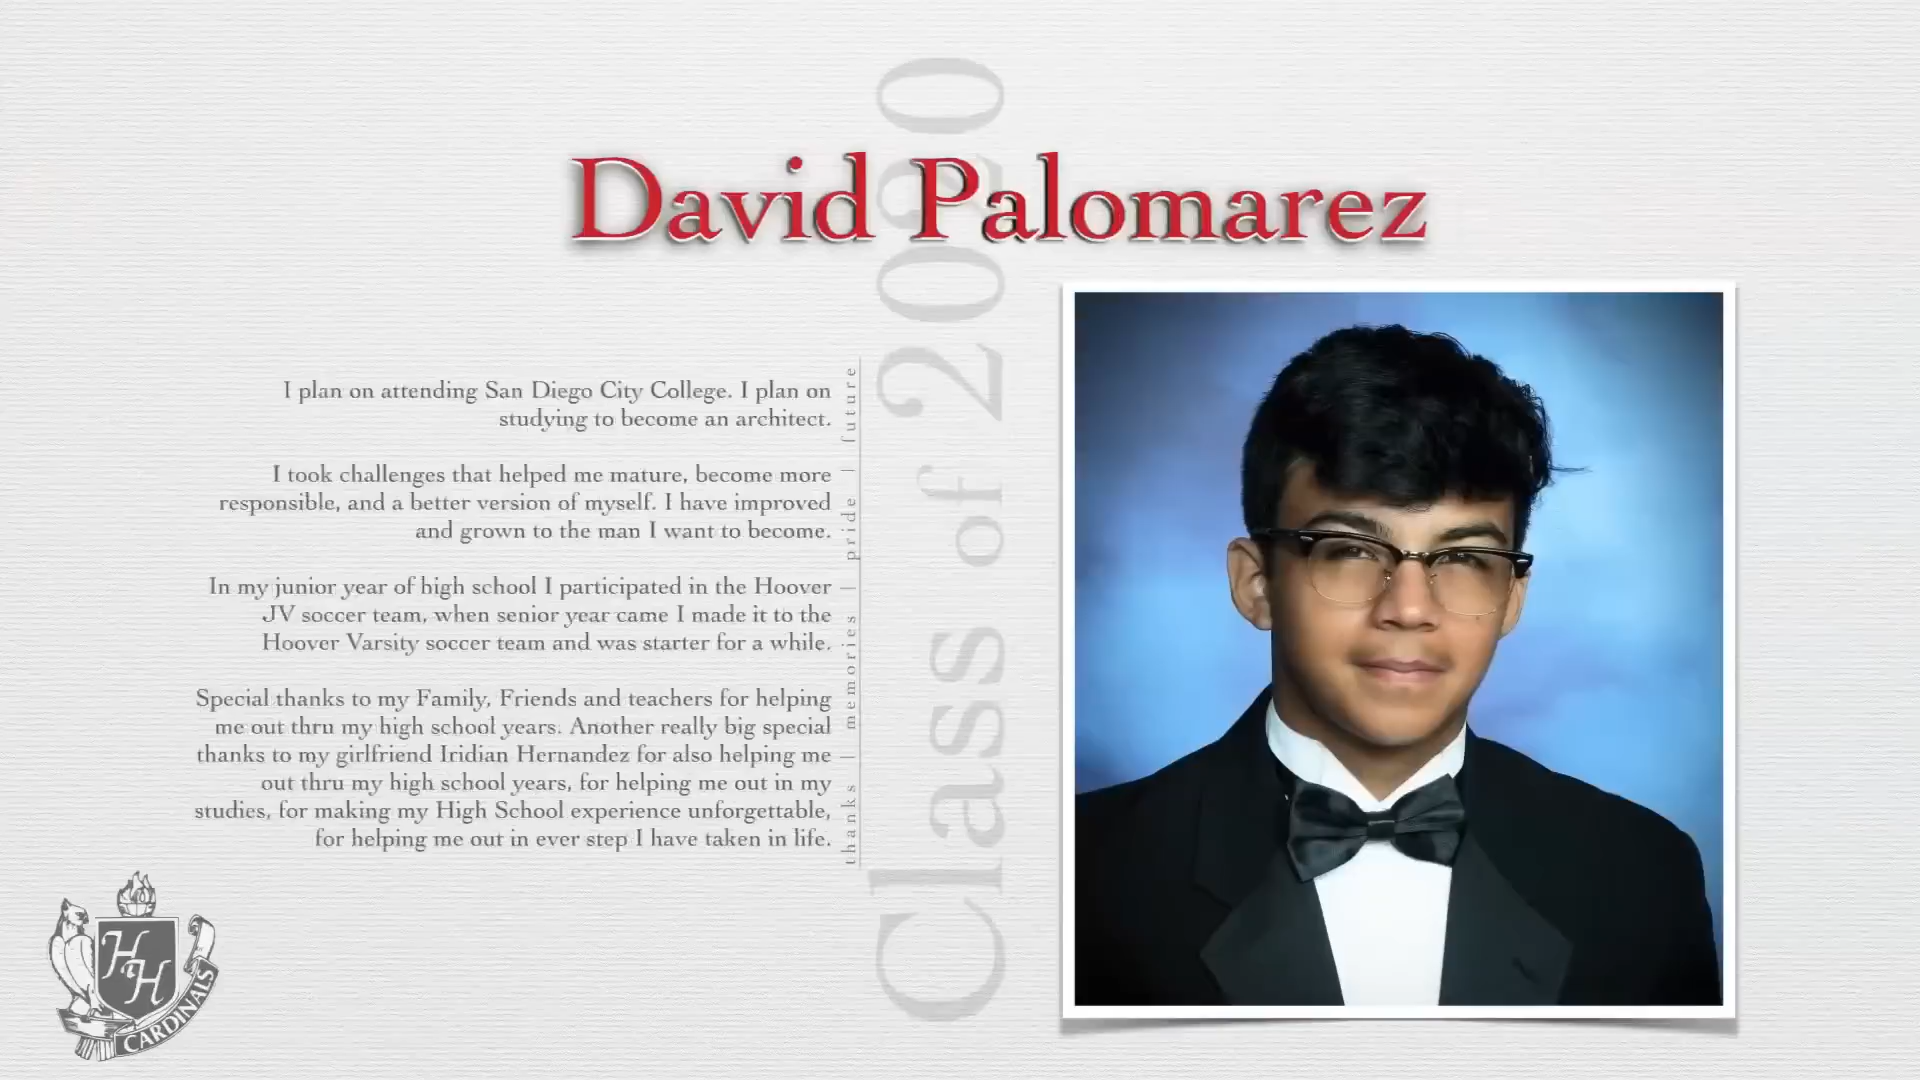 David Palomarez
I plan on attending San Diego City College. I plan on
studying to become an architect.
I took challenges that helped me mature, become more
responsible, and a better version of myself. I have improved
and grown to the man I want to become.
In my junior year of high school I participated in the Hoover
JV soccer team, when senior year came I made it to the
Hoover Varsity soccer team and was starter for a while.
Special thanks to my Family, Friends and teachers for helping
me out thru my high school years. Another really big special
thanks to my girlfriend Iridian Hernandez for also helping me
out thru my high school years, for helping me out in my
studies, for making my High School experience unforgettable,
for helping me out in ever step I have taken in life.
thanks | memories | pride | future
Class of 2020
H H
CARDINALS